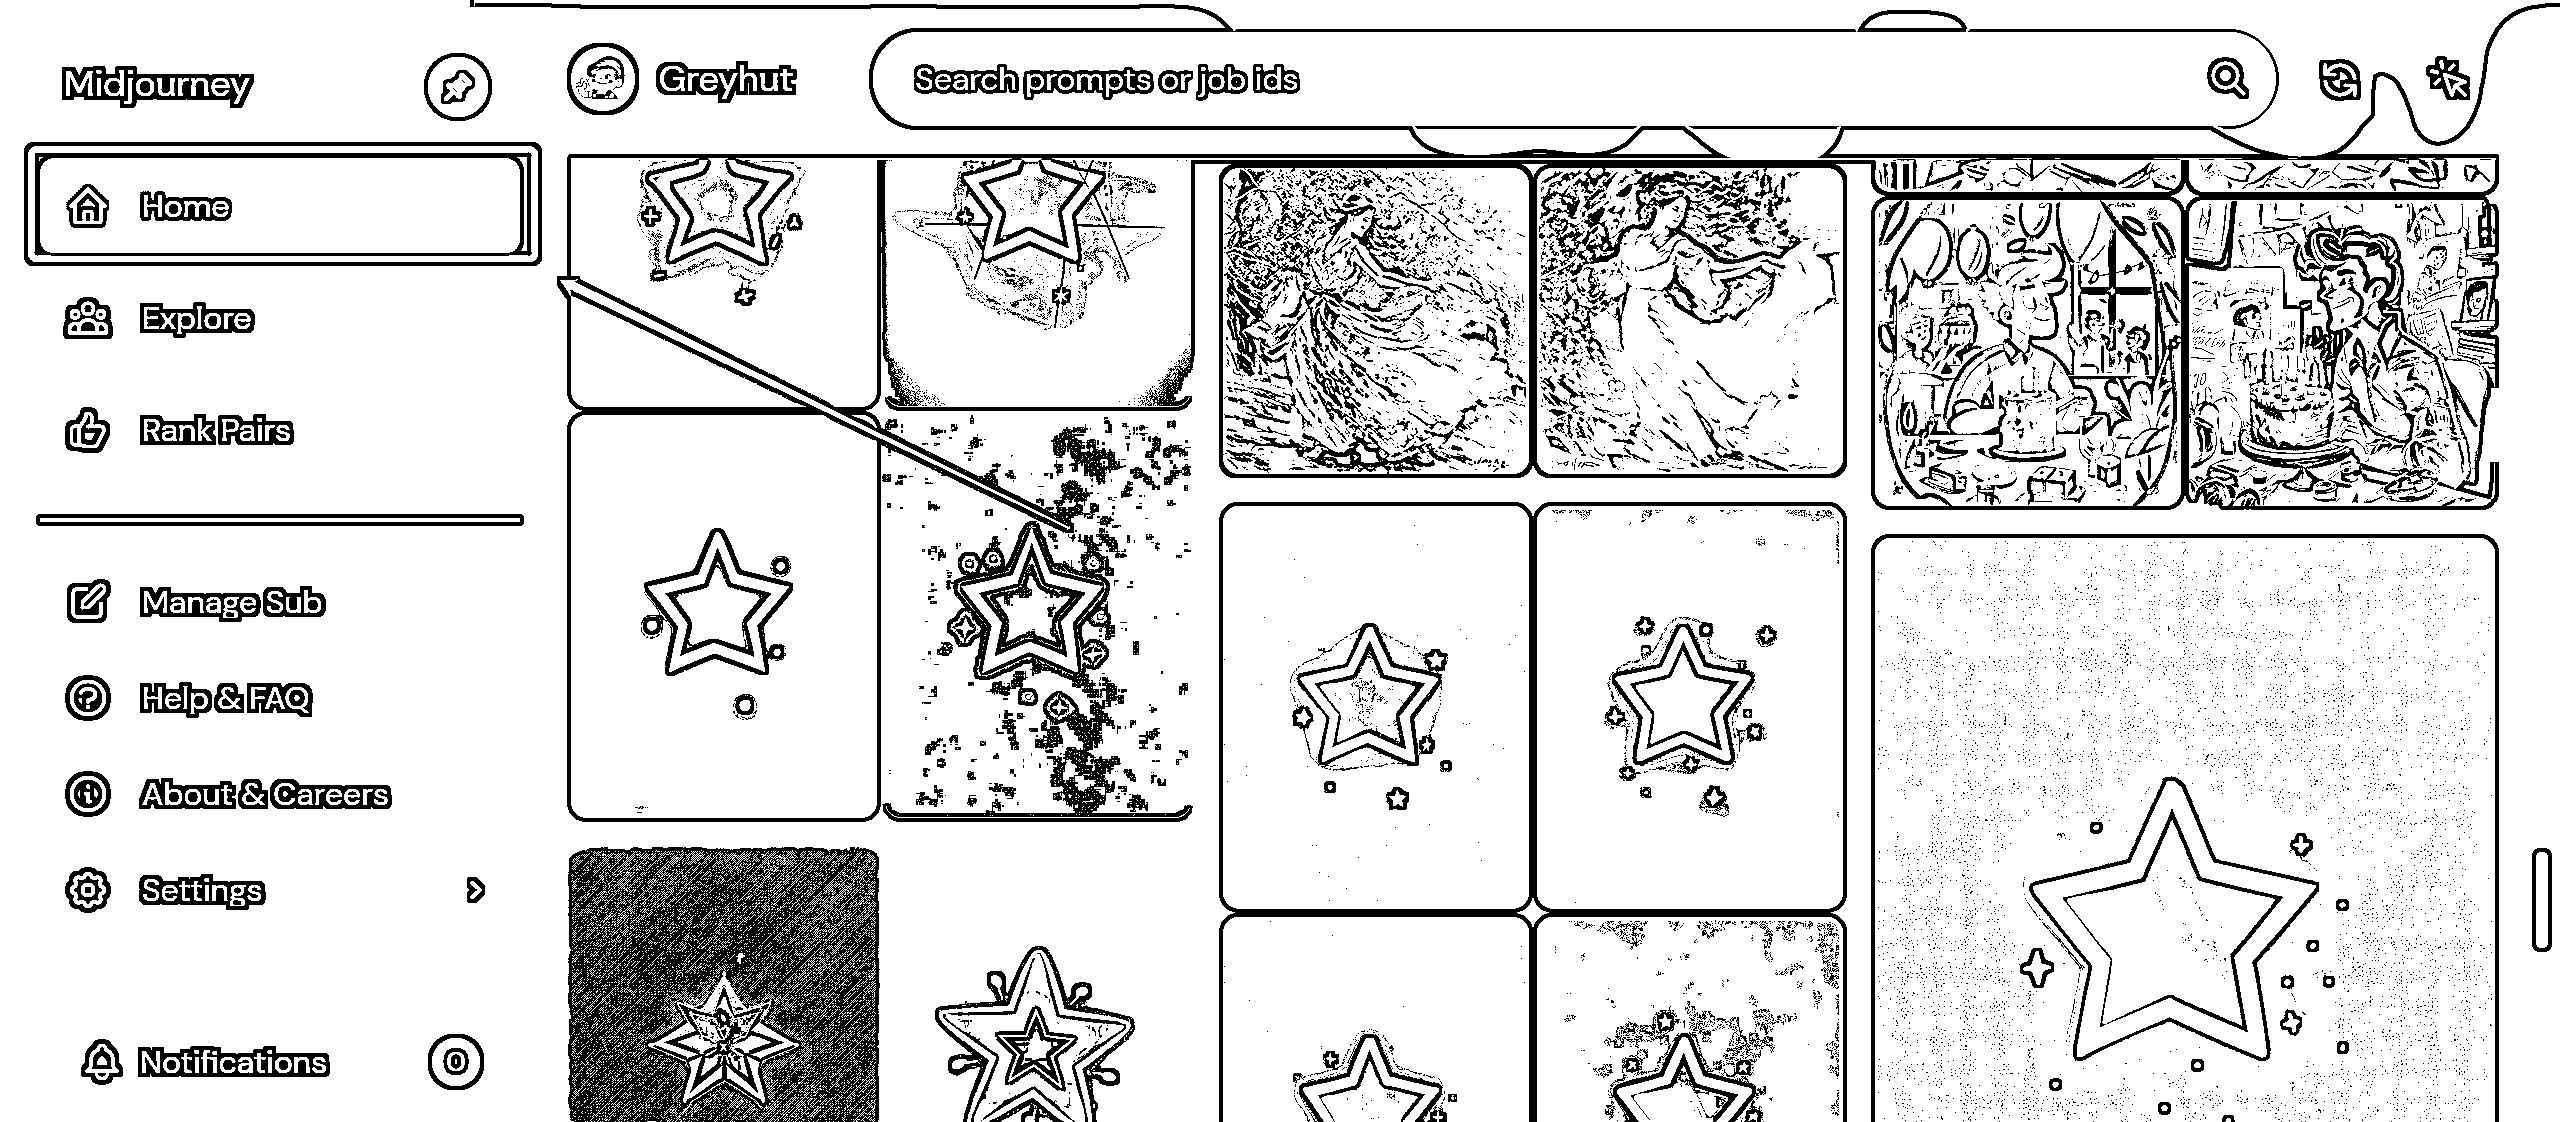 Midjourney
Greyhut
Search prompts or job ids
Home
Explore
Rank Pairs
Manage Sub
Help & FAQ
About & Careers
Settings
Notifications
0